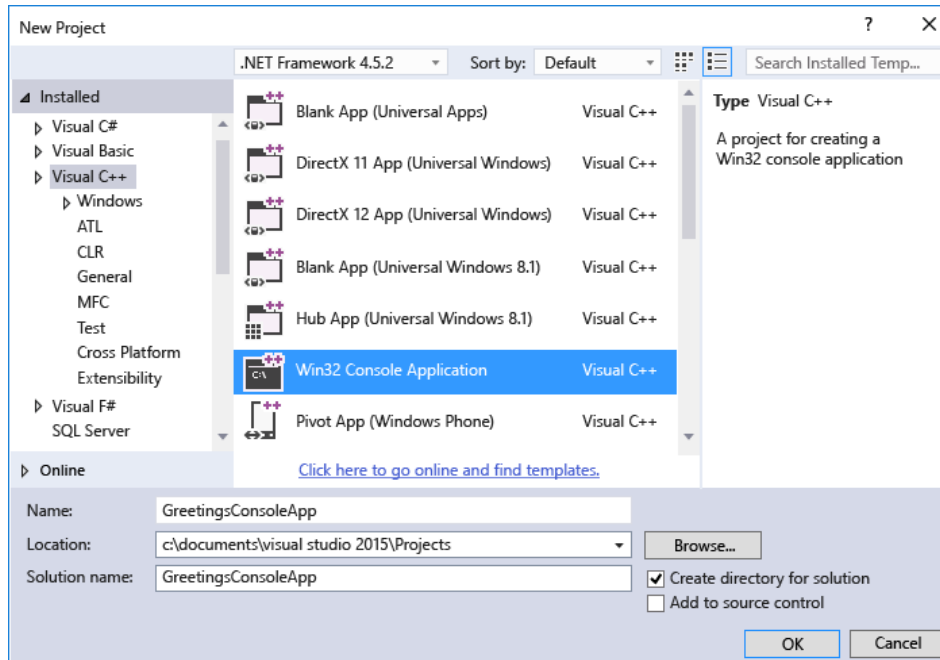 New Project
? ×
.NET Framework 4.5.2 Sort by: Default Search Installed Temp...
Installed
Visual C#
Visual Basic
Visual C++
Windows
ATL
CLR
General
MFC
Test
Cross Platform
Extensibility
Visual F#
SQL Server
Online
Blank App (Universal Apps) Visual C++
DirectX 11 App (Universal Windows) Visual C++
DirectX 12 App (Universal Windows) Visual C++
Blank App (Universal Windows 8.1) Visual C++
Hub App (Universal Windows 8.1) Visual C++
C:\ Win32 Console Application Visual C++
Pivot App (Windows Phone) Visual C++
Click here to go online and find templates.
Type Visual C++
A project for creating a
Win32 console application
Name: GreetingsConsoleApp
Location: c:\documents\visual studio 2015\Projects Browse...
Solution name: GreetingsConsoleApp
Create directory for solution
Add to source control
OK Cancel